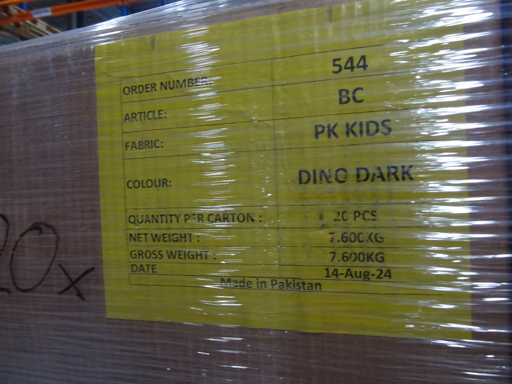 ORDER NUMBER: 544
ARTICLE: BC
FABRIC: PK KIDS
COLOUR: DINO DARK
QUANTITY PER CARTON : 20 PCS
NET WEIGHT : 7.600KG
GROSS WEIGHT : 7.600KG
DATE 14-Aug-24
Made in Pakistan
20x